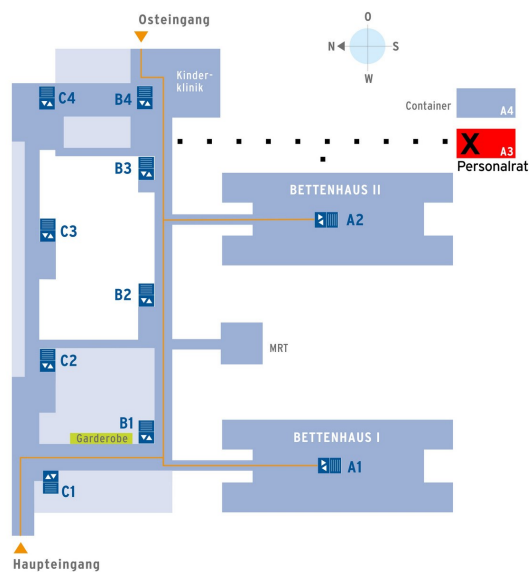 Osteingang
O
N
S
W
Kinder-
klinik
C4
B4
Container
A4
X
A3
Personalrat
B3
BETTENHAUS II
A2
C3
B2
MRT
C2
B1
Garderobe
BETTENHAUS I
A1
C1
Haupteingang